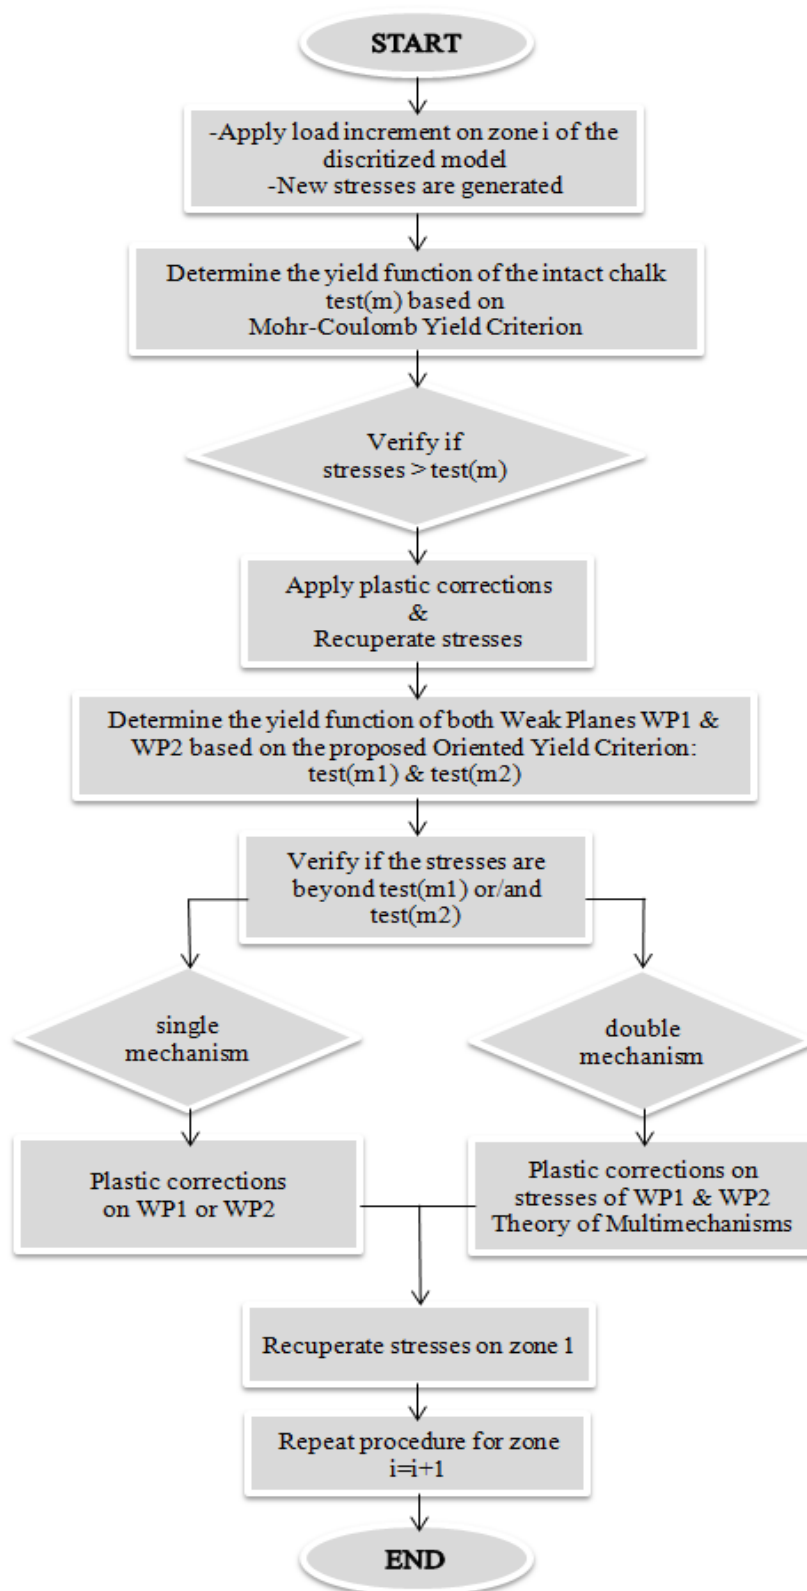 START
-Apply load increment on zone i of the
discritized model
-New stresses are generated
Determine the yield function of the intact chalk
test(m) based on
Mohr-Coulomb Yield Criterion
Verify if
stresses > test(m)
Apply plastic corrections
&
Recuperate stresses
Determine the yield function of both Weak Planes WP1 &
WP2 based on the proposed Oriented Yield Criterion:
test(m1) & test(m2)
Verify if the stresses are
beyond test(m1) or/and
test(m2)
single
mechanism
double
mechanism
Plastic corrections
on WP1 or WP2
Plastic corrections on
stresses of WP1 & WP2
Theory of Multimechanisms
Recuperate stresses on zone 1
Repeat procedure for zone
i=i+1
END